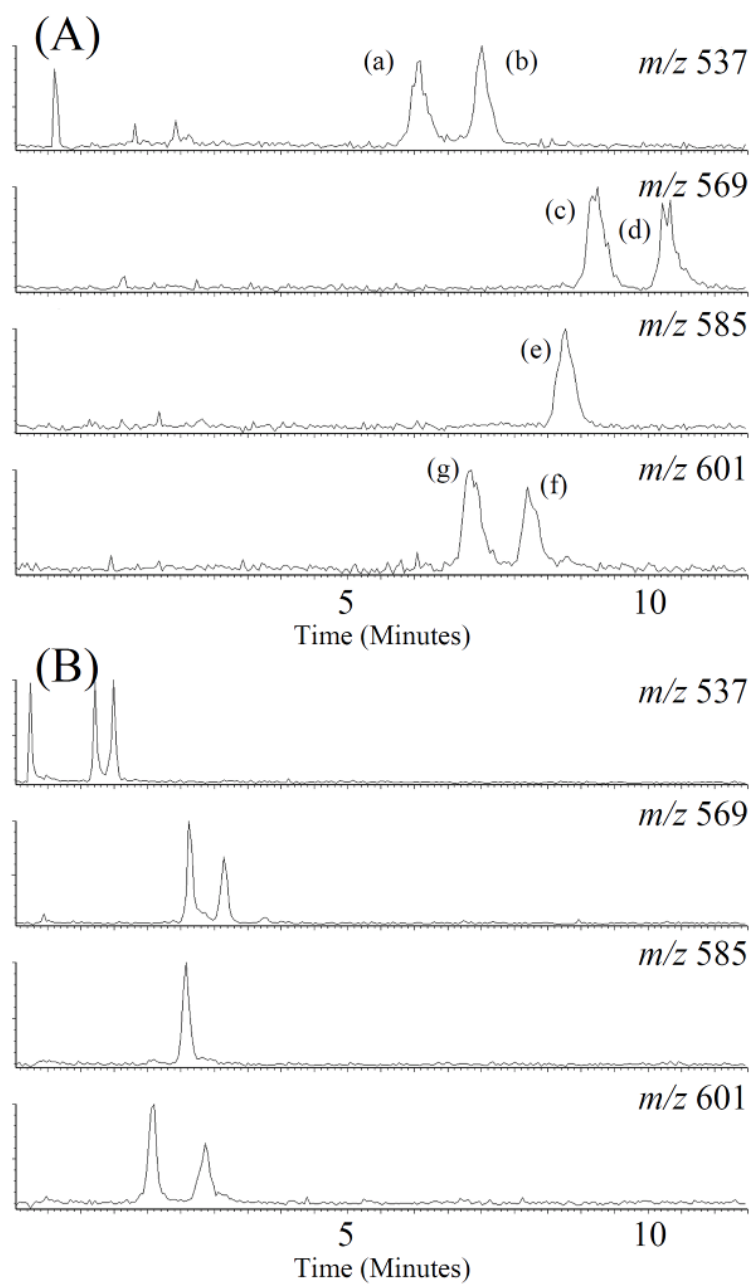 (A)
(a) (b) m/z 537
m/z 569
(c) (d)
m/z 585
(e)
m/z 601
(g) (f)
5 10
Time (Minutes)
(B)
m/z 537
m/z 569
m/z 585
m/z 601
5 10
Time (Minutes)